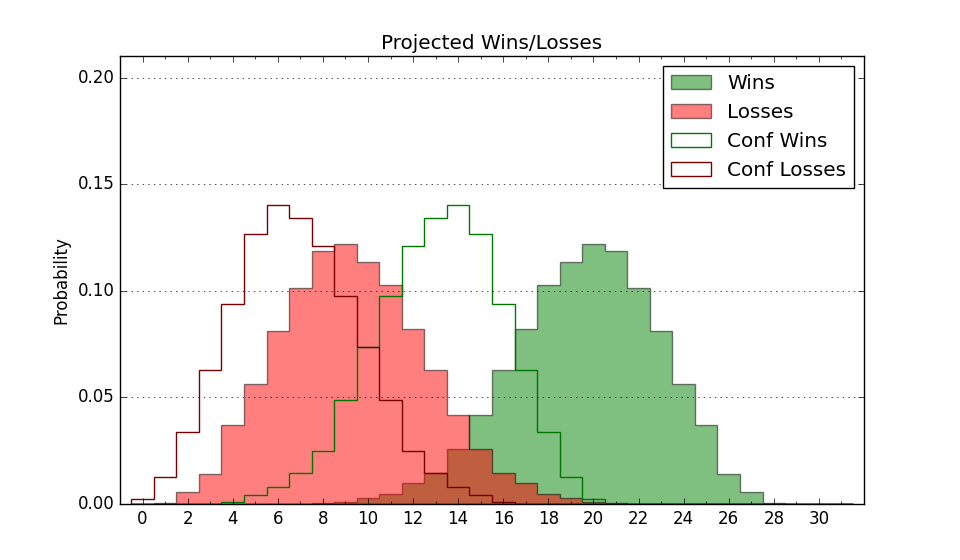 Projected Wins/Losses
0.20
0.15
0.10
0.05
0.00
Probability
Wins
Losses
Conf Wins
Conf Losses
0 2 4 6 8 10 12 14 16 18 20 22 24 26 28 30